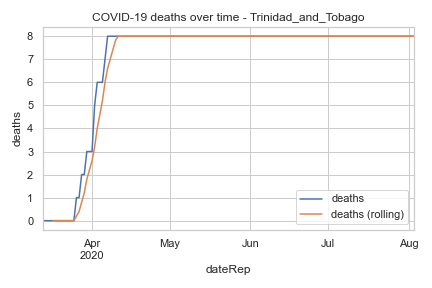 COVID-19 deaths over time - Trinidad_and_Tobago
deaths
8
7
6
5
4
3
2
1
0
deaths
deaths (rolling)
Apr
2020
May
Jun
Jul
Aug
dateRep